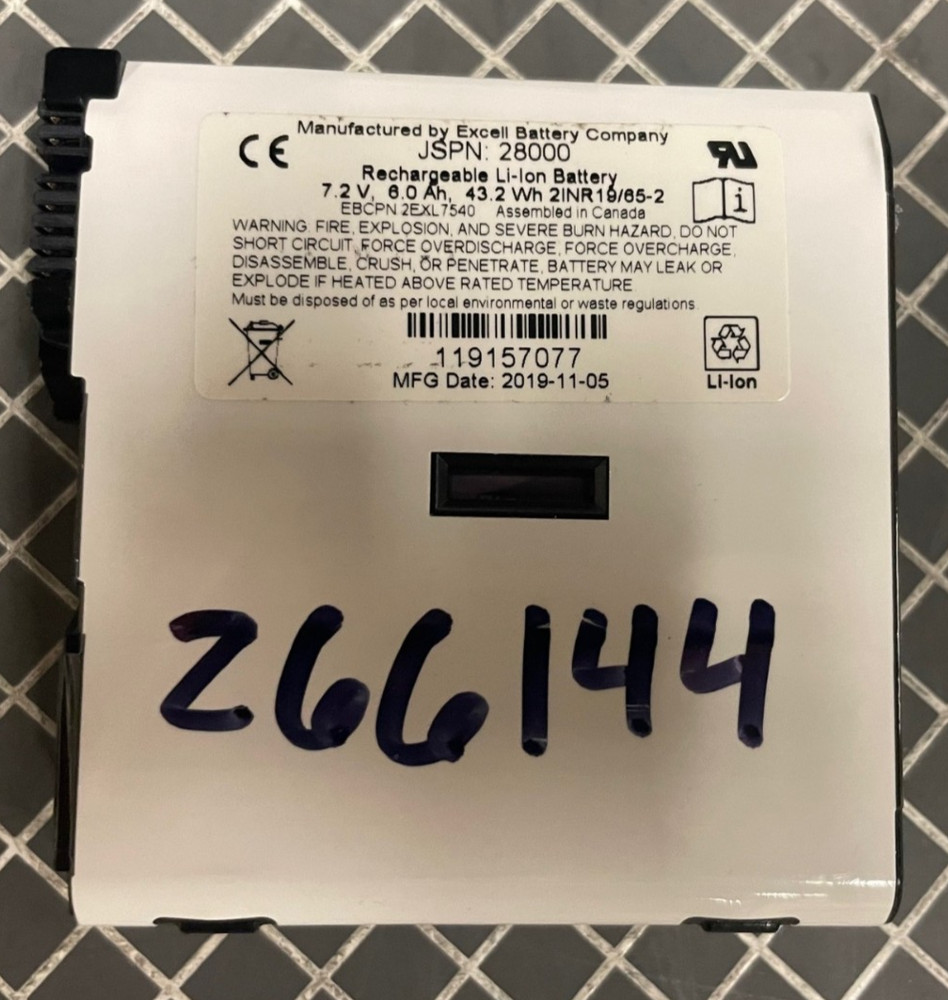 Manufactured by Excell Battery Company
CE
JSPN: 28000
RU
Rechargeable Li-Ion Battery
7.2 V, 6.0 Ah, 43.2 Wh 2INR19/65-2
i
EBCPN 2EXL7540 Assembled in Canada
WARNING: FIRE, EXPLOSION, AND SEVERE BURN HAZARD, DO NOT
SHORT CIRCUIT, FORCE OVERDISCHARGE, FORCE OVERCHARGE,
DISASSEMBLE, CRUSH, OR PENETRATE, BATTERY MAY LEAK OR
EXPLODE IF HEATED ABOVE RATED TEMPERATURE
Must be disposed of as per local environmental or waste regulations.
119157077
MFG Date: 2019-11-05
Li-Ion
266144